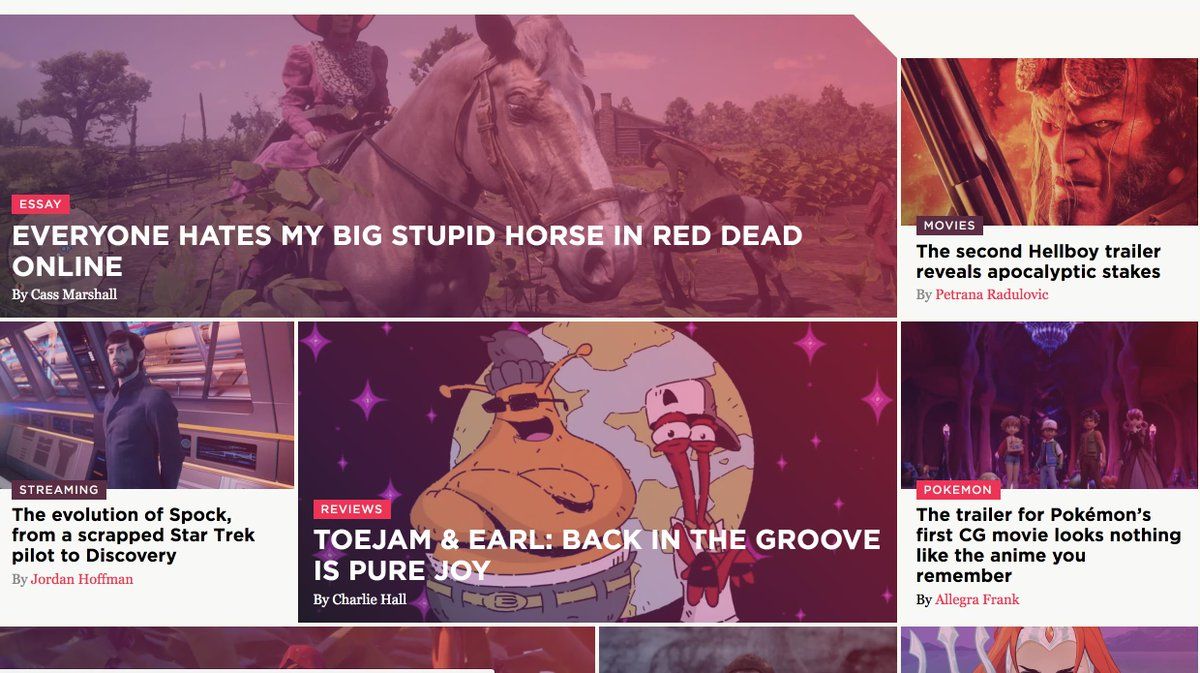 ESSAY
EVERYONE HATES MY BIG STUPID HORSE IN RED DEAD
ONLINE
By Cass Marshall
MOVIES
The second Hellboy trailer
reveals apocalyptic stakes
By Petrana Radulovic
STREAMING
The evolution of Spock,
from a scrapped Star Trek
pilot to Discovery
By Jordan Hoffman
REVIEWS
TOEJAM & EARL: BACK IN THE GROOVE
IS PURE JOY
By Charlie Hall
POKEMON
The trailer for Pokémon’s
first CG movie looks nothing
like the anime you
remember
By Allegra Frank